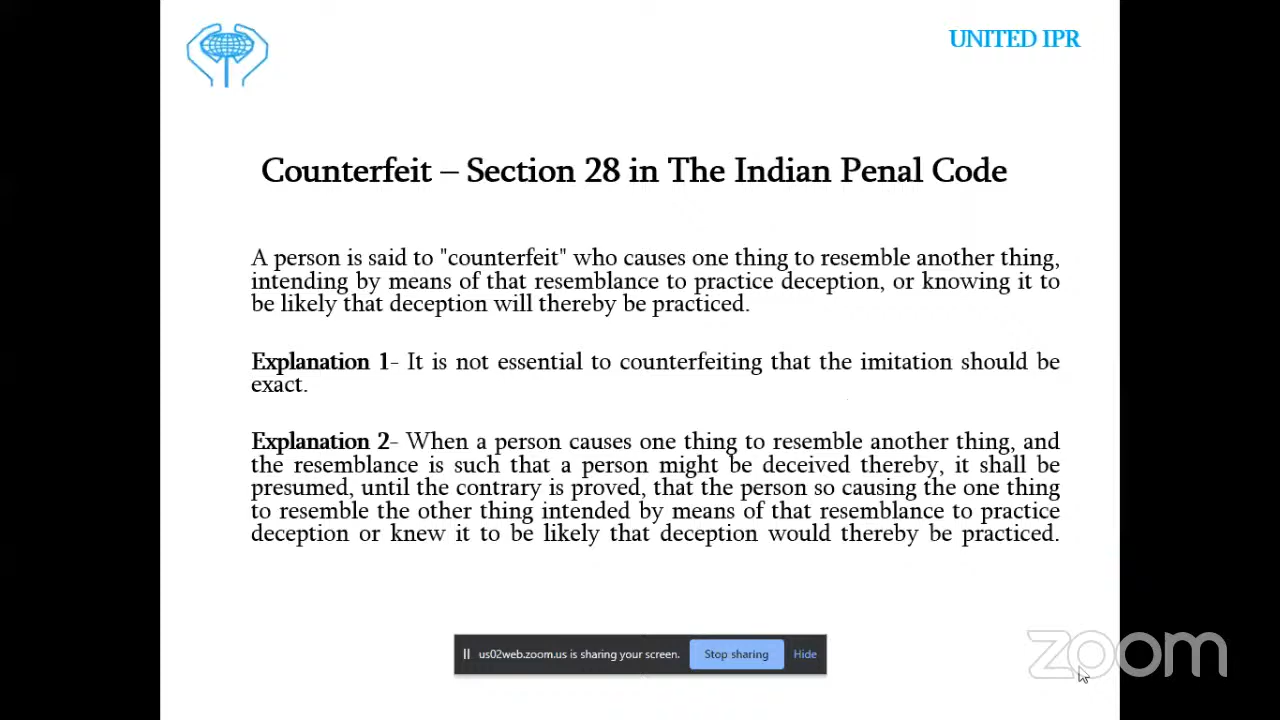 UNITED IPR
Counterfeit – Section 28 in The Indian Penal Code
A person is said to "counterfeit" who causes one thing to resemble another thing,
intending by means of that resemblance to practice deception, or knowing it to
be likely that deception will thereby be practiced.
Explanation 1- It is not essential to counterfeiting that the imitation should be
exact.
Explanation 2- When a person causes one thing to resemble another thing, and
the resemblance is such that a person might be deceived thereby, it shall be
presumed, until the contrary is proved, that the person so causing the one thing
to resemble the other thing intended by means of that resemblance to practice
deception or knew it to be likely that deception would thereby be practiced.
us02web.zoom.us is sharing your screen. Stop sharing Hide
zoom